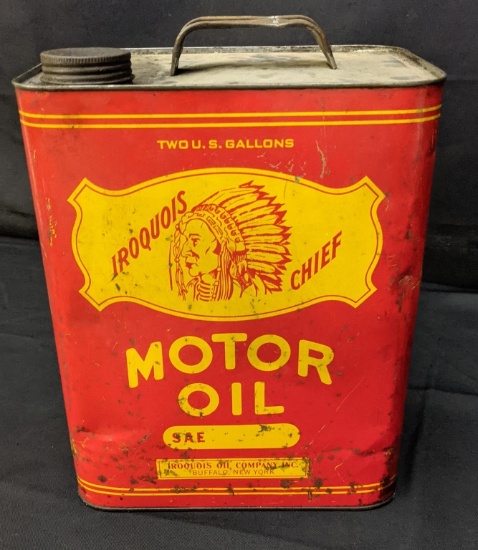 TWO U.S. GALLONS
IROQUOIS CHIEF
MOTOR
OIL
SAE
IROQUOIS OIL COMPANY INC.
BUFFALO, NEW YORK